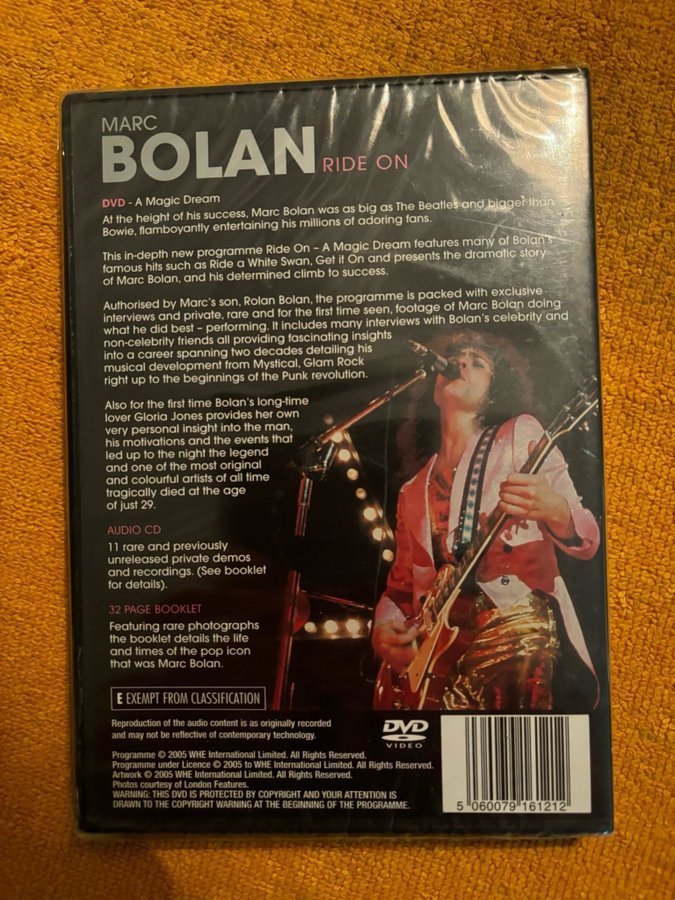 MARC
BOLAN RIDE ON
DVD - A Magic Dream
At the height of his success, Marc Bolan was as big as The Beatles and bigger than
Bowie, flamboyantly entertaining his millions of adoring fans.
This in-depth new programme Ride On – A Magic Dream features many of Bolan's
famous hits such as Ride a White Swan, Get it On and presents the dramatic story
of Marc Bolan, and his determined climb to success.
Authorised by Marc's son, Rolan Bolan, the programme is packed with exclusive
interviews and private, rare and for the first time seen, footage of Marc Bolan doing
what he did best – performing. It includes many interviews with Bolan's celebrity and
non-celebrity friends all providing fascinating insights
into a career spanning two decades detailing his
musical development from Mystical, Glam Rock
right up to the beginnings of the Punk revolution.
Also for the first time Bolan's long-time
lover Gloria Jones provides her own
very personal insight into the man,
his motivations and the events that
led up to the night the legend
and one of the most original
and colourful artists of all time
tragically died at the age
of just 29.
AUDIO CD
11 rare and previously
unreleased private demos
and recordings. (See booklet
for details).
32 PAGE BOOKLET
Featuring rare photographs
the booklet details the life
and times of the pop icon
that was Marc Bolan.
E EXEMPT FROM CLASSIFICATION
Reproduction of the audio content is as originally recorded
and may not be reflective of contemporary technology.
DVD
VIDEO
Programme © 2005 WHE International Limited. All Rights Reserved.
Programme under Licence © 2005 to WHE International Limited. All Rights Reserved.
Artwork © 2005 WHE International Limited. All Rights Reserved.
Photos courtesy of London Features.
WARNING: THIS DVD IS PROTECTED BY COPYRIGHT AND YOUR ATTENTION IS
DRAWN TO THE COPYRIGHT WARNING AT THE BEGINNING OF THE PROGRAMME.
5 060079 161212